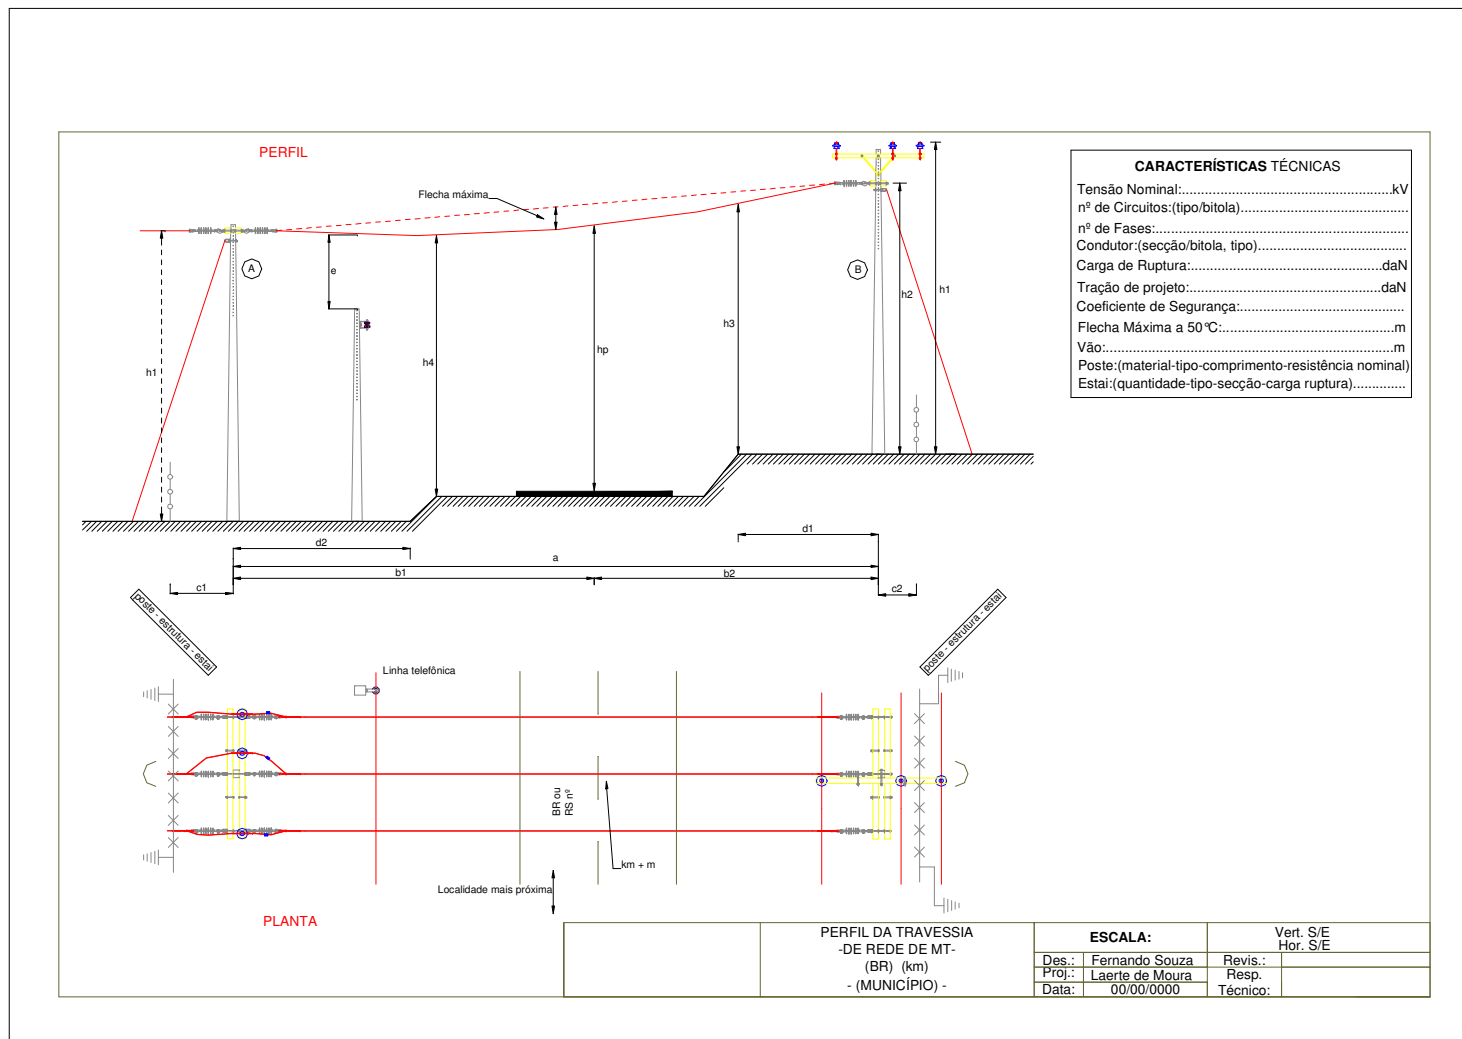 PERFIL
Flecha máxima
CARACTERÍSTICAS TÉCNICAS
Tensão Nominal:......................................................kV
nº de Circuitos:(tipo/bitola)...........................................
nº de Fases:.................................................................
Condutor:(secção/bitola, tipo)......................................
Carga de Ruptura:.................................................daN
Tração de projeto:.................................................daN
Coeficiente de Segurança:..........................................
Flecha Máxima a 50°C:............................................m
Vão:..........................................................................m
Poste:(material-tipo-comprimento-resistência nominal)
Estai:(quantidade-tipo-secção-carga ruptura)..............
A
B
e
h1
h4
hp
h3
h2
h1
d2
d1
a
b1
b2
c1
c2
poste - estrutura - estai
poste - estrutura - estai
Linha telefônica
BR ou
RS nº
km + m
Localidade mais próxima
PLANTA
PERFIL DA TRAVESSIA
-DE REDE DE MT-
(BR) (km)
- (MUNICÍPIO) -
ESCALA:
Vert. S/E
Hor. S/E
Des.: Fernando Souza
Revis.:
Proj.: Laerte de Moura
Resp.
Técnico:
Data: 00/00/0000